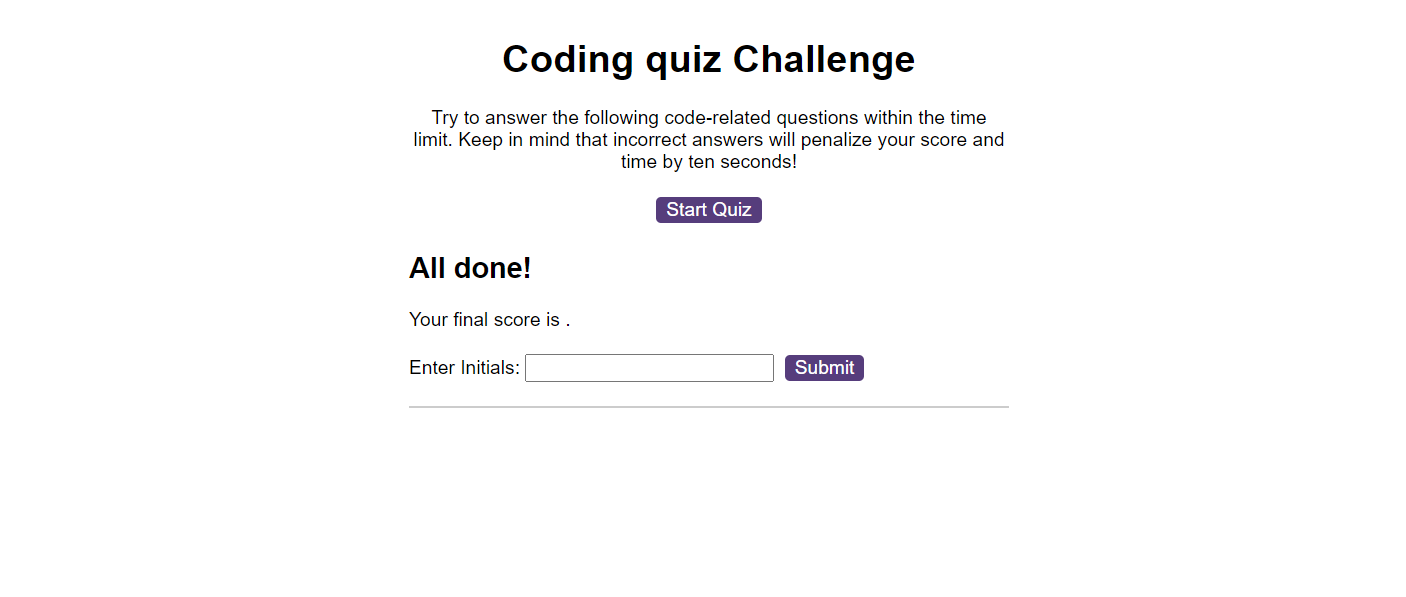 Coding quiz Challenge
Try to answer the following code-related questions within the time
limit. Keep in mind that incorrect answers will penalize your score and
time by ten seconds!
Start Quiz
All done!
Your final score is .
Enter Initials: Submit